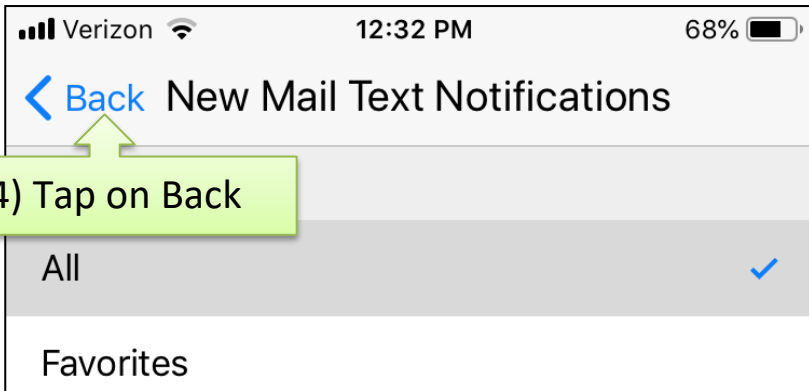 Verizon 12:32 PM 68%
Back New Mail Text Notifications
4) Tap on Back
All
Favorites